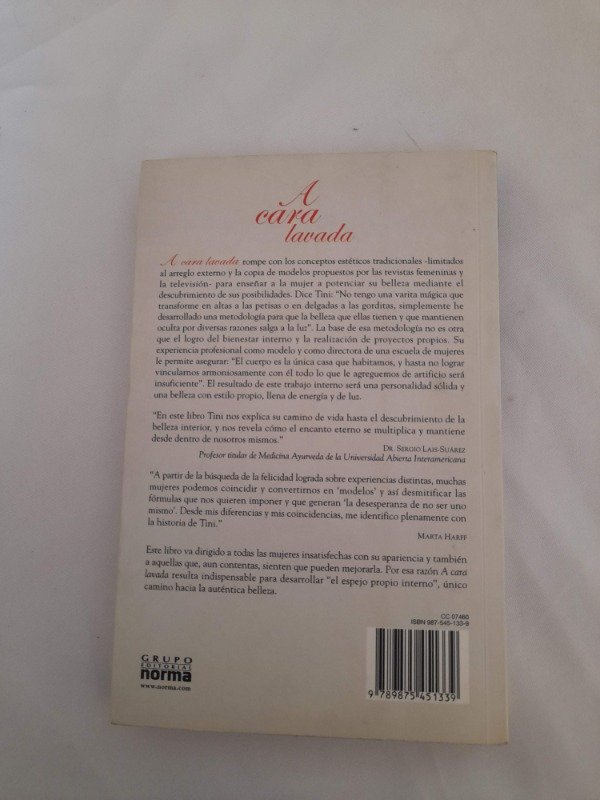 A
cara
lavada
A cara lavada rompe con los conceptos estéticos tradicionales -limitados
al arreglo externo y la copia de modelos propuestos por las revistas femeninas y
la televisión- para enseñar a la mujer a potenciar su belleza mediante el
descubrimiento de sus posibilidades. Dice Tini: "No tengo una varita mágica que
transforme en altas a las petisas o en delgadas a las gorditas, simplemente he
desarrollado una metodología para que la belleza que ellas tienen y que mantienen
oculta por diversas razones salga a la luz". La base de esa metodología no es otra
que el logro del bienestar interno y la realización de proyectos propios. Su
experiencia profesional como modelo y como directora de una escuela de mujeres
le permite asegurar: "El cuerpo es la única casa que habitamos, y hasta no lograr
vincularnos armoniosamente con él todo lo que le agreguemos de artificio será
insuficiente". El resultado de este trabajo interno será una personalidad sólida y
una belleza con estilo propio, llena de energía y de luz.
"En este libro Tini nos explica su camino de vida hasta el descubrimiento de la
belleza interior, y nos revela cómo el encanto eterno se multiplica y mantiene
desde dentro de nosotros mismos."
Dr. Sergio Lais-Suárez
Profesor titular de Medicina Ayurveda de la Universidad Abierta Interamericana
"A partir de la búsqueda de la felicidad lograda sobre experiencias distintas, muchas
mujeres podemos coincidir y convertirnos en 'modelos' y así desmitificar las
fórmulas que nos quieren imponer y que generan 'la desesperanza de no ser uno
mismo'. Desde mis diferencias y mis coincidencias, me identifico plenamente con
la historia de Tini."
Marta Harff
Este libro va dirigido a todas las mujeres insatisfechas con su apariencia y también
a aquellas que, aun contentas, sienten que pueden mejorarla. Por esa razón A cara
lavada resulta indispensable para desarrollar "el espejo propio interno", único
camino hacia la auténtica belleza.
CC 07460
ISBN 987-545-133-9
9 789875 451339
GRUPO
EDITORIAL
norma
www.norma.com